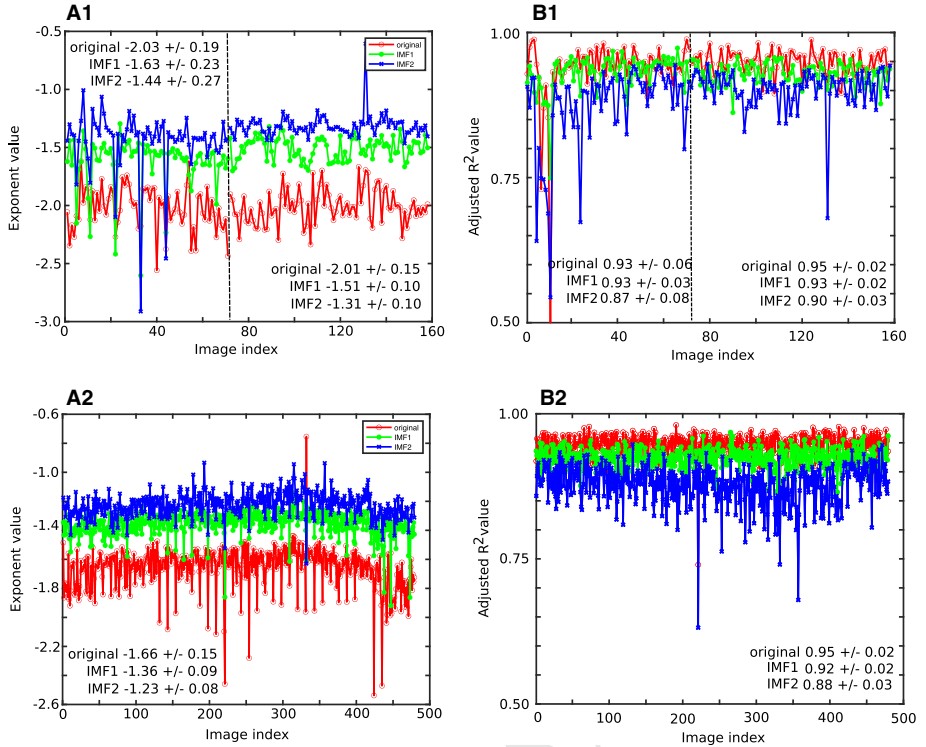 A1
-0.5
-1.0
-1.5
-2.0
-2.5
-3.0
Exponent value
original -2.03 +/- 0.19
IMF1 -1.63 +/- 0.23
IMF2 -1.44 +/- 0.27
original
IMF1
IMF2
original -2.01 +/- 0.15
IMF1 -1.51 +/- 0.10
IMF2 -1.31 +/- 0.10
0 40 80 120 160
Image index
B1
1.00
0.75
0.50
Adjusted R2value
original 0.93 +/- 0.06
IMF1 0.93 +/- 0.03
IMF2 0.87 +/- 0.08
original 0.95 +/- 0.02
IMF1 0.93 +/- 0.02
IMF2 0.90 +/- 0.03
0 40 80 120 160
Image index
A2
-0.6
-1.0
-1.4
-1.8
-2.2
-2.6
Exponent value
original
IMF1
IMF2
original -1.66 +/- 0.15
IMF1 -1.36 +/- 0.09
IMF2 -1.23 +/- 0.08
0 100 200 300 400 500
Image index
B2
1.00
0.75
0.50
Adjusted R2value
original 0.95 +/- 0.02
IMF1 0.92 +/- 0.02
IMF2 0.88 +/- 0.03
0 100 200 300 400 500
Image index